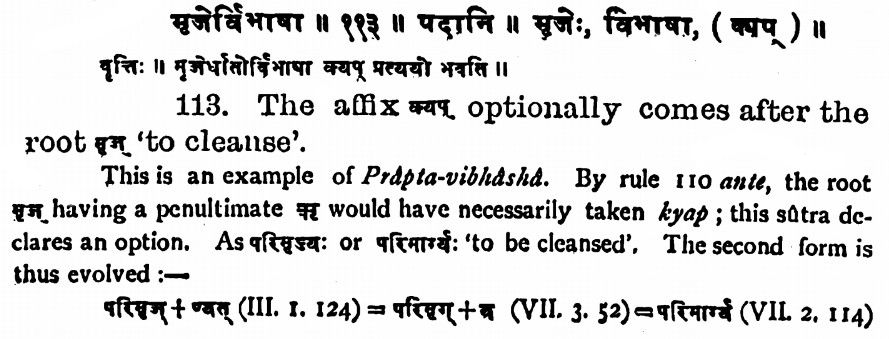 मृजेर्विभाषा ॥ ११३ ॥ पदानि ॥ मृजेः, विभाषा, ( क्यप् ) ॥
वृत्तिः ॥ मृजेर्धातोर्विभाषा क्यप् प्रत्ययो भवति ॥
113. The affix क्यप् optionally comes after the
root मृज् ‘to cleanse’.
This is an example of Prâpta-vibhâshâ. By rule 110 ante, the root
मृज् having a penultimate ऋ would have necessarily taken kyap ; this sûtra de-
clares an option. As परिमृज्यः or परिमार्ग्यः ‘to be cleansed’. The second form is
thus evolved :—
परिमृज् + ण्यत् (III. 1. 124) = परिमृग् + य (VII. 3. 52) = परिमार्ग्य (VII. 2. 114)